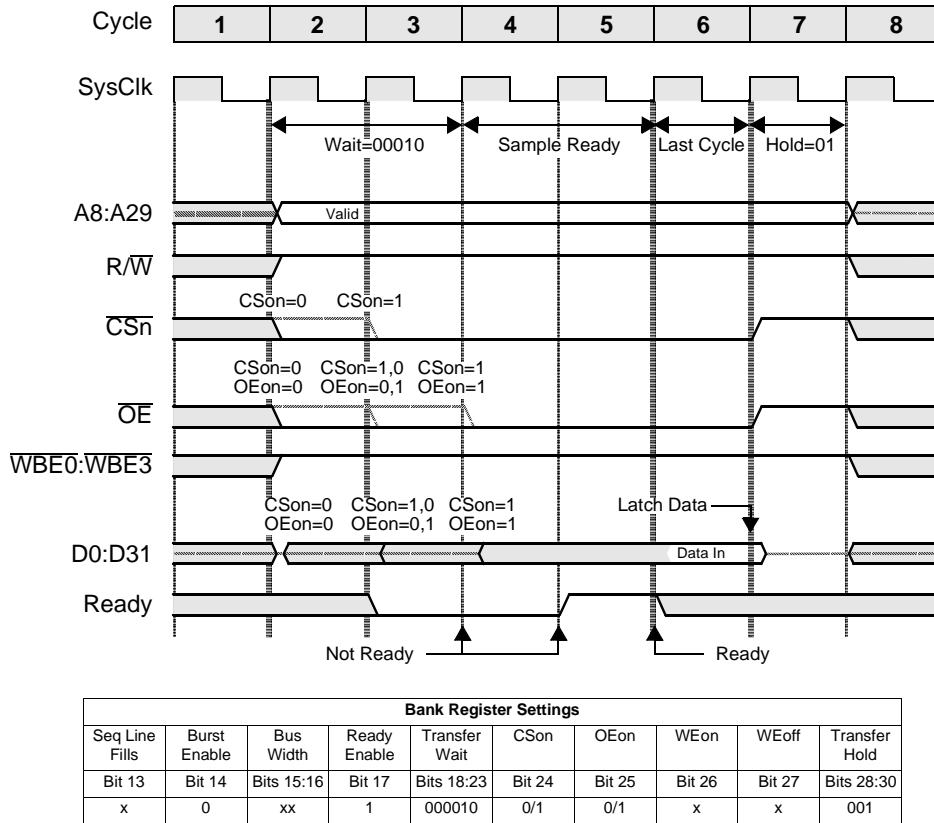 Cycle 1 2 3 4 5 6 7 8
SysClk
Wait=00010 Sample Ready Last Cycle Hold=01
A8:A29 Valid
R/W̅
CSon=0 CSon=1
C̅S̅n̅
CSon=0 CSon=1,0 CSon=1
OEon=0 OEon=0,1 OEon=1
O̅E̅
W̅B̅E̅0̅:W̅B̅E̅3̅
CSon=0 CSon=1,0 CSon=1 Latch Data
OEon=0 OEon=0,1 OEon=1
D0:D31 Data In
Ready
Not Ready Ready
Bank Register Settings
Seq Line Burst Bus Ready Transfer CSon OEon WEon WEoff Transfer
Fills Enable Width Enable Wait Hold
Bit 13 Bit 14 Bits 15:16 Bit 17 Bits 18:23 Bit 24 Bit 25 Bit 26 Bit 27 Bits 28:30
x 0 xx 1 000010 0/1 0/1 x x 001